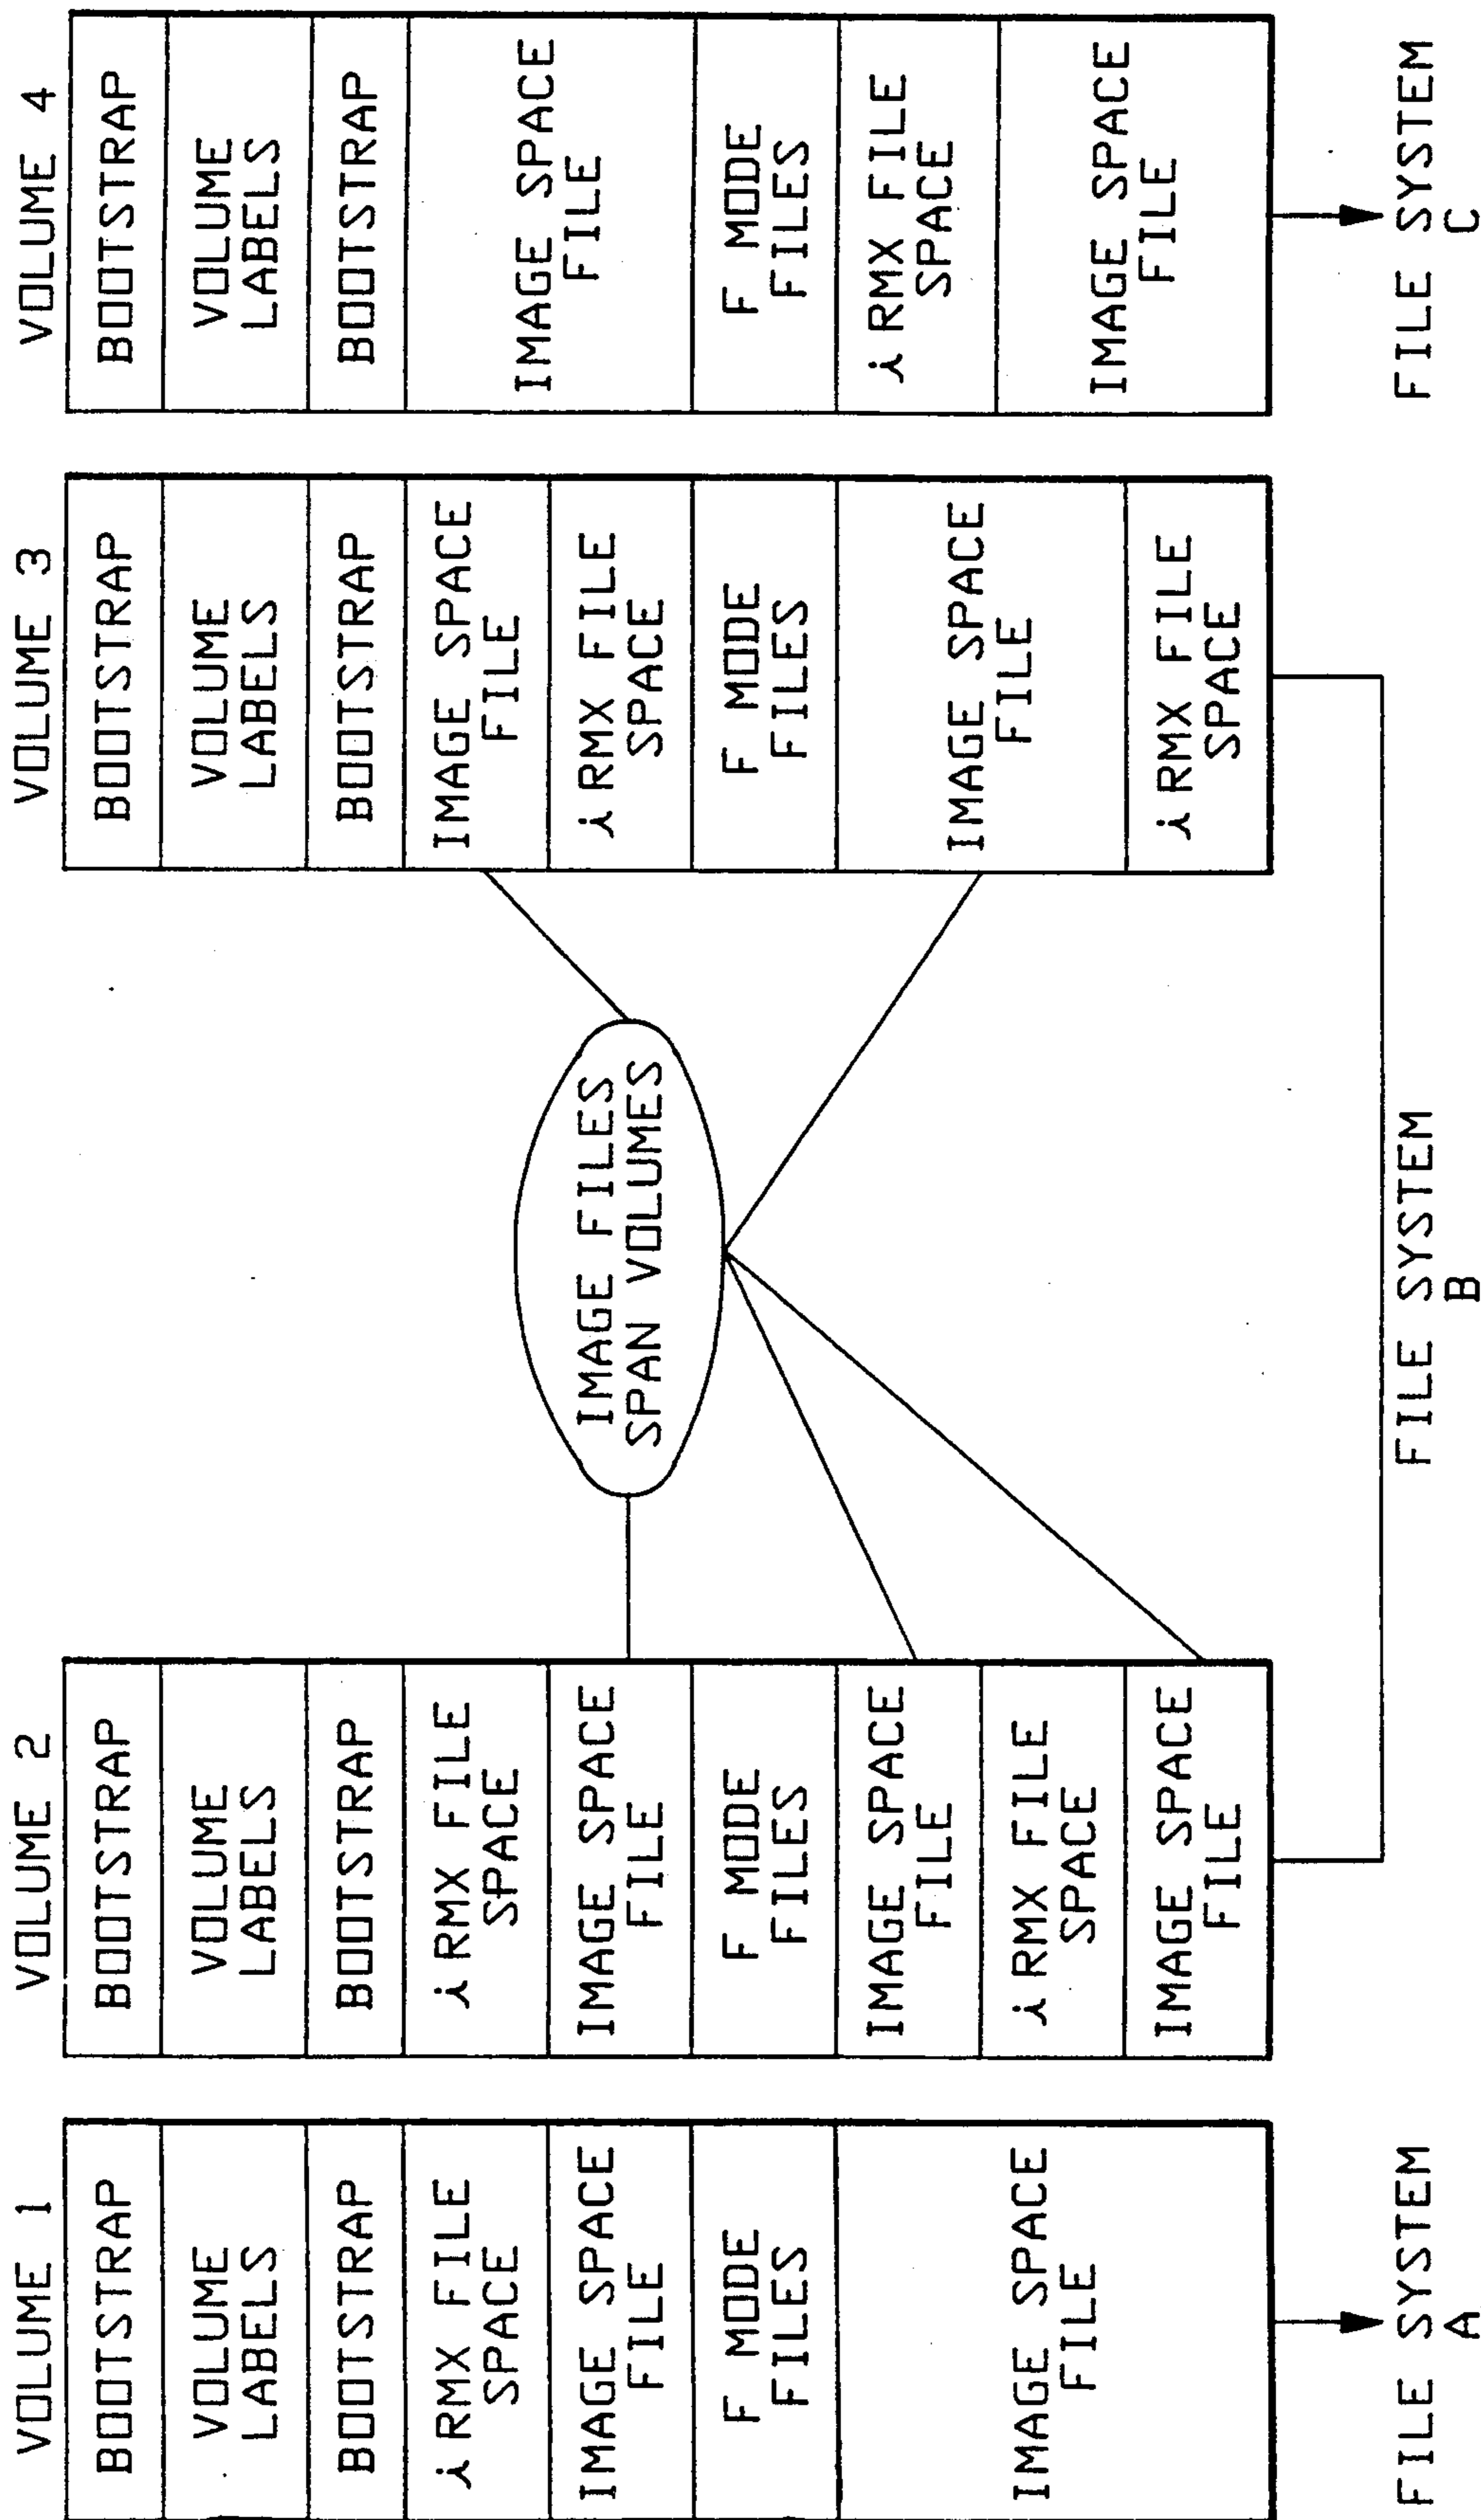 VOLUME 1
BOOTSTRAP
VOLUME
LABELS
BOOTSTRAP
iRMX FILE
SPACE
IMAGE SPACE
FILE
F MODE
FILES
IMAGE SPACE
FILE
FILE SYSTEM
A
VOLUME 2
BOOTSTRAP
VOLUME
LABELS
BOOTSTRAP
iRMX FILE
SPACE
IMAGE SPACE
FILE
F MODE
FILES
IMAGE SPACE
FILE
iRMX FILE
SPACE
IMAGE SPACE
FILE
IMAGE FILES
SPAN VOLUMES
FILE SYSTEM
B
VOLUME 3
BOOTSTRAP
VOLUME
LABELS
BOOTSTRAP
IMAGE SPACE
FILE
iRMX FILE
SPACE
F MODE
FILES
IMAGE SPACE
FILE
iRMX FILE
SPACE
VOLUME 4
BOOTSTRAP
VOLUME
LABELS
BOOTSTRAP
IMAGE SPACE
FILE
F MODE
FILES
iRMX FILE
SPACE
IMAGE SPACE
FILE
FILE SYSTEM
C